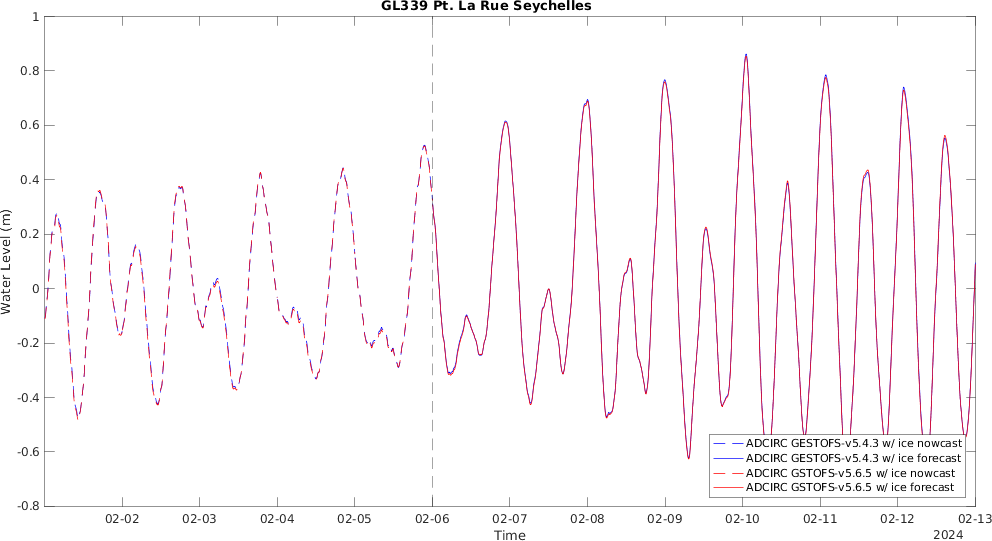 GL339 Pt. La Rue Seychelles
1
0.8
0.6
0.4
0.2
0
-0.2
-0.4
-0.6
-0.8
Water Level (m)
ADCIRC GESTOFS-v5.4.3 w/ ice nowcast
ADCIRC GESTOFS-v5.4.3 w/ ice forecast
ADCIRC GSTOFS-v5.6.5 w/ ice nowcast
ADCIRC GSTOFS-v5.6.5 w/ ice forecast
02-02 02-03 02-04 02-05 02-06 02-07 02-08 02-09 02-10 02-11 02-12 02-13
Time
2024